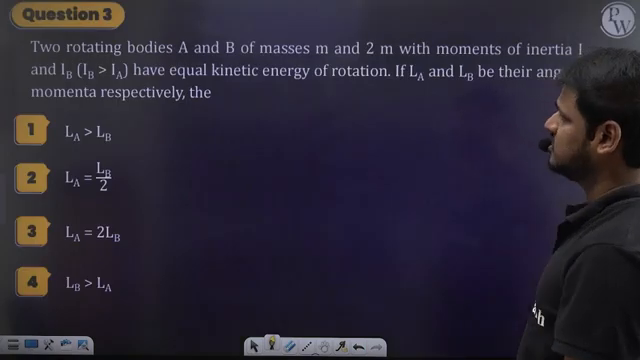 Question 3
PW
Two rotating bodies A and B of masses m and 2 m with moments of inertia I
and I_B (I_B > I_A) have equal kinetic energy of rotation. If L_A and L_B be their ang
momenta respectively, the
1 L_A > L_B
2 L_A = L_B/2
3 L_A = 2L_B
4 L_B > L_A